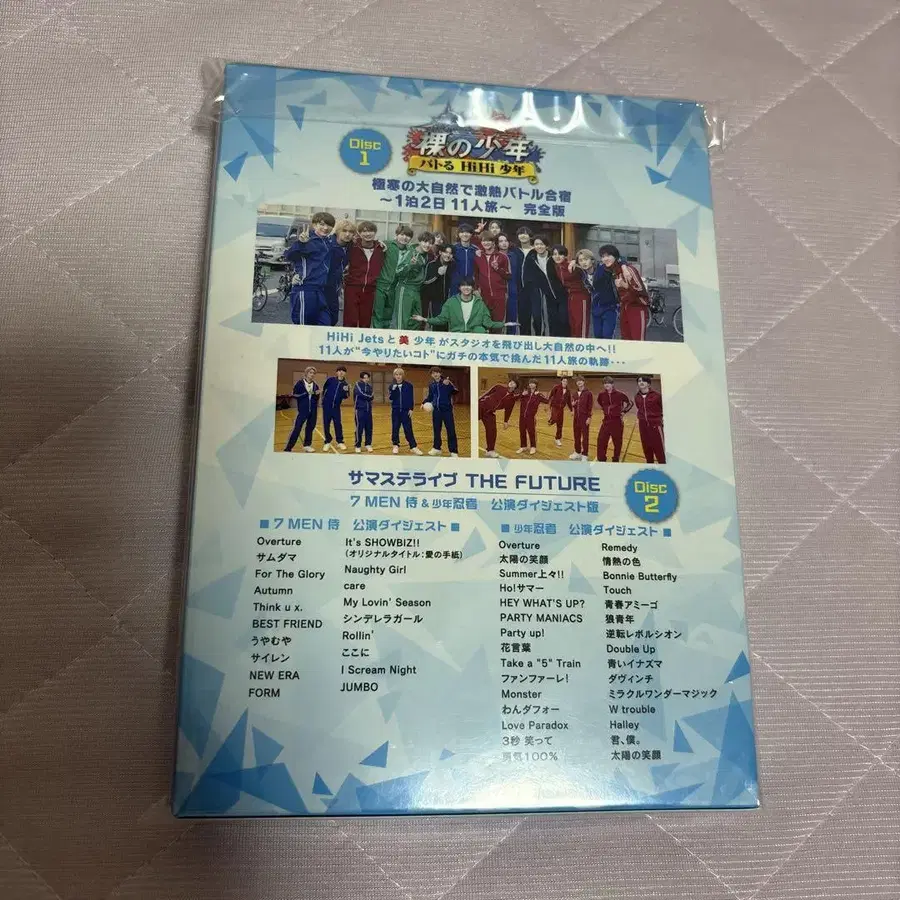 Disc
1
裸の少年
バトる HiHi 少年
極寒の大自然で激熱バトル合宿
～1泊2日 11人旅～ 完全版
HiHi Jetsと美 少年がスタジオを飛び出し大自然の中へ!!
11人が“今やりたいコト”にガチの本気で挑んだ11人旅の軌跡･･･
サマステライブ THE FUTURE
7 MEN 侍 & 少年忍者 公演ダイジェスト版
Disc
2
■ 7 MEN 侍 公演ダイジェスト ■
Overture
サムダマ
For The Glory
Autumn
Think u x.
BEST FRIEND
うやむや
サイレン
NEW ERA
FORM
It's SHOWBIZ!!
(オリジナルタイトル:愛の手紙)
Naughty Girl
care
My Lovin' Season
シンデレラガール
Rollin'
ここに
I Scream Night
JUMBO
■ 少年忍者 公演ダイジェスト ■
Overture
太陽の笑顔
Summer上々!!
Ho!サマー
HEY WHAT'S UP?
PARTY MANIACS
Party up!
花言葉
Take a "5" Train
ファンファーレ!
Monster
わんダフォー
Love Paradox
3秒 笑って
勇気100%
Remedy
情熱の色
Bonnie Butterfly
Touch
青春アミーゴ
狼青年
逆転レボルシオン
Double Up
青いイナズマ
ダヴィンチ
ミラクルワンダーマジック
W trouble
Halley
君、僕。
太陽の笑顔